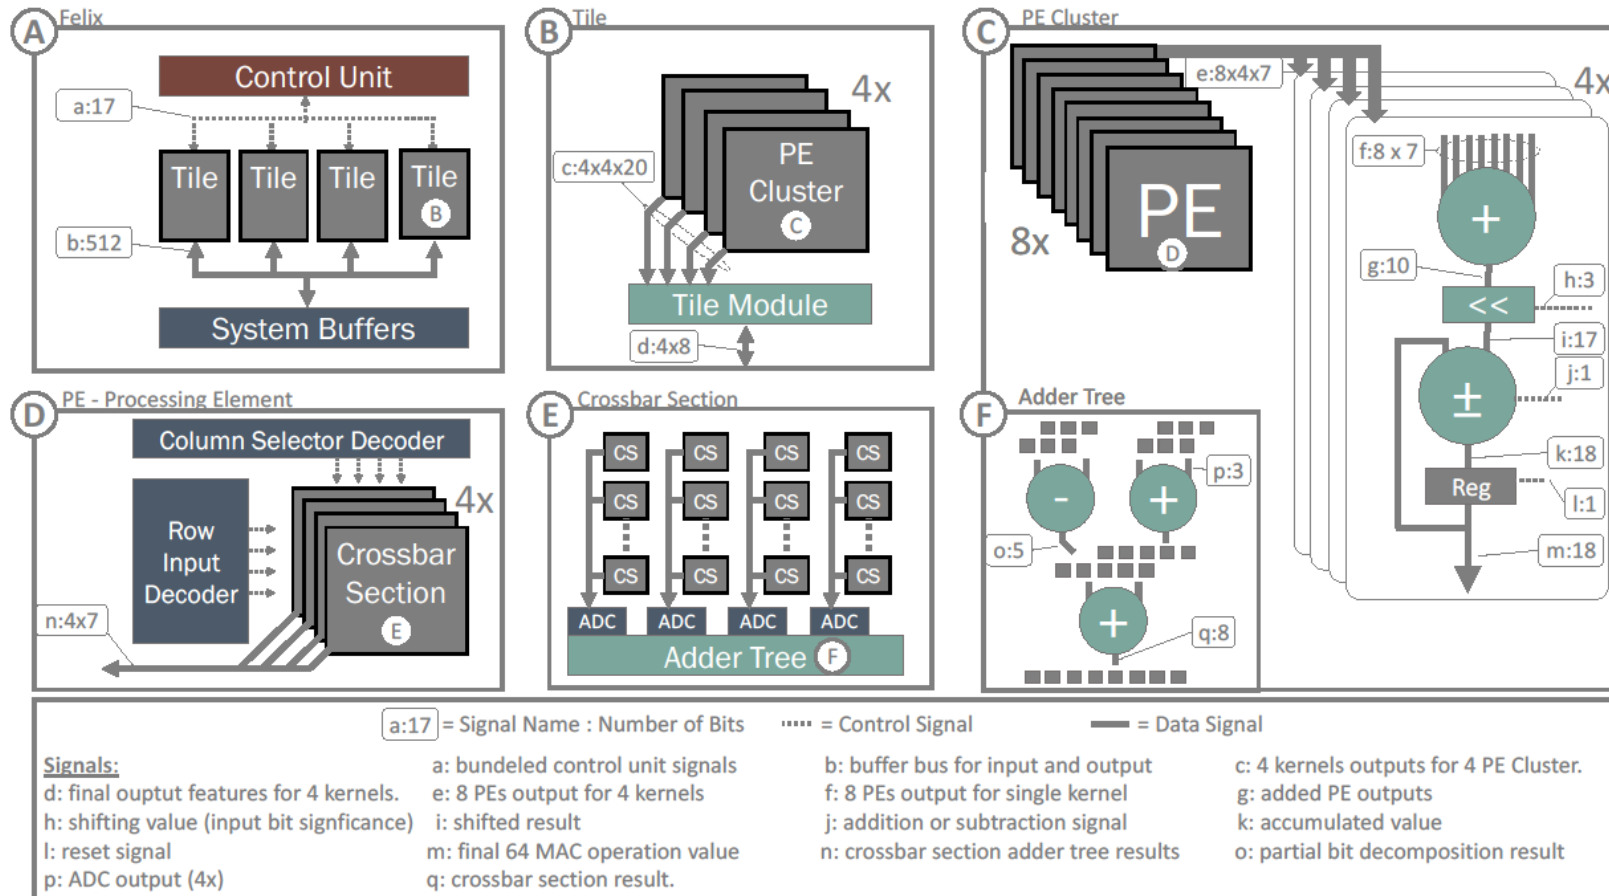 A Felix
Control Unit
a:17
Tile Tile Tile Tile
B
b:512
System Buffers
B Tile
4x
c:4x4x20
PE
Cluster
C
Tile Module
d:4x8
C PE Cluster
e:8x4x7
4x
f:8 x 7
+
PE
D
8x
g:10
h:3
<<
i:17
j:1
±
k:18
Reg
l:1
m:18
D PE - Processing Element
Column Selector Decoder
4x
Row
Input
Decoder
Crossbar
Section
E
n:4x7
E Crossbar Section
CS CS CS CS
CS CS CS CS
CS CS CS CS
ADC ADC ADC ADC
Adder Tree F
F Adder Tree
p:3
- +
o:5
+
q:8
a:17 = Signal Name : Number of Bits = Control Signal = Data Signal
Signals: a: bundeled control unit signals b: buffer bus for input and output c: 4 kernels outputs for 4 PE Cluster.
d: final ouptut features for 4 kernels. e: 8 PEs output for 4 kernels f: 8 PEs output for single kernel g: added PE outputs
h: shifting value (input bit signficance) i: shifted result j: addition or subtraction signal k: accumulated value
l: reset signal m: final 64 MAC operation value n: crossbar section adder tree results o: partial bit decomposition result
p: ADC output (4x) q: crossbar section result.